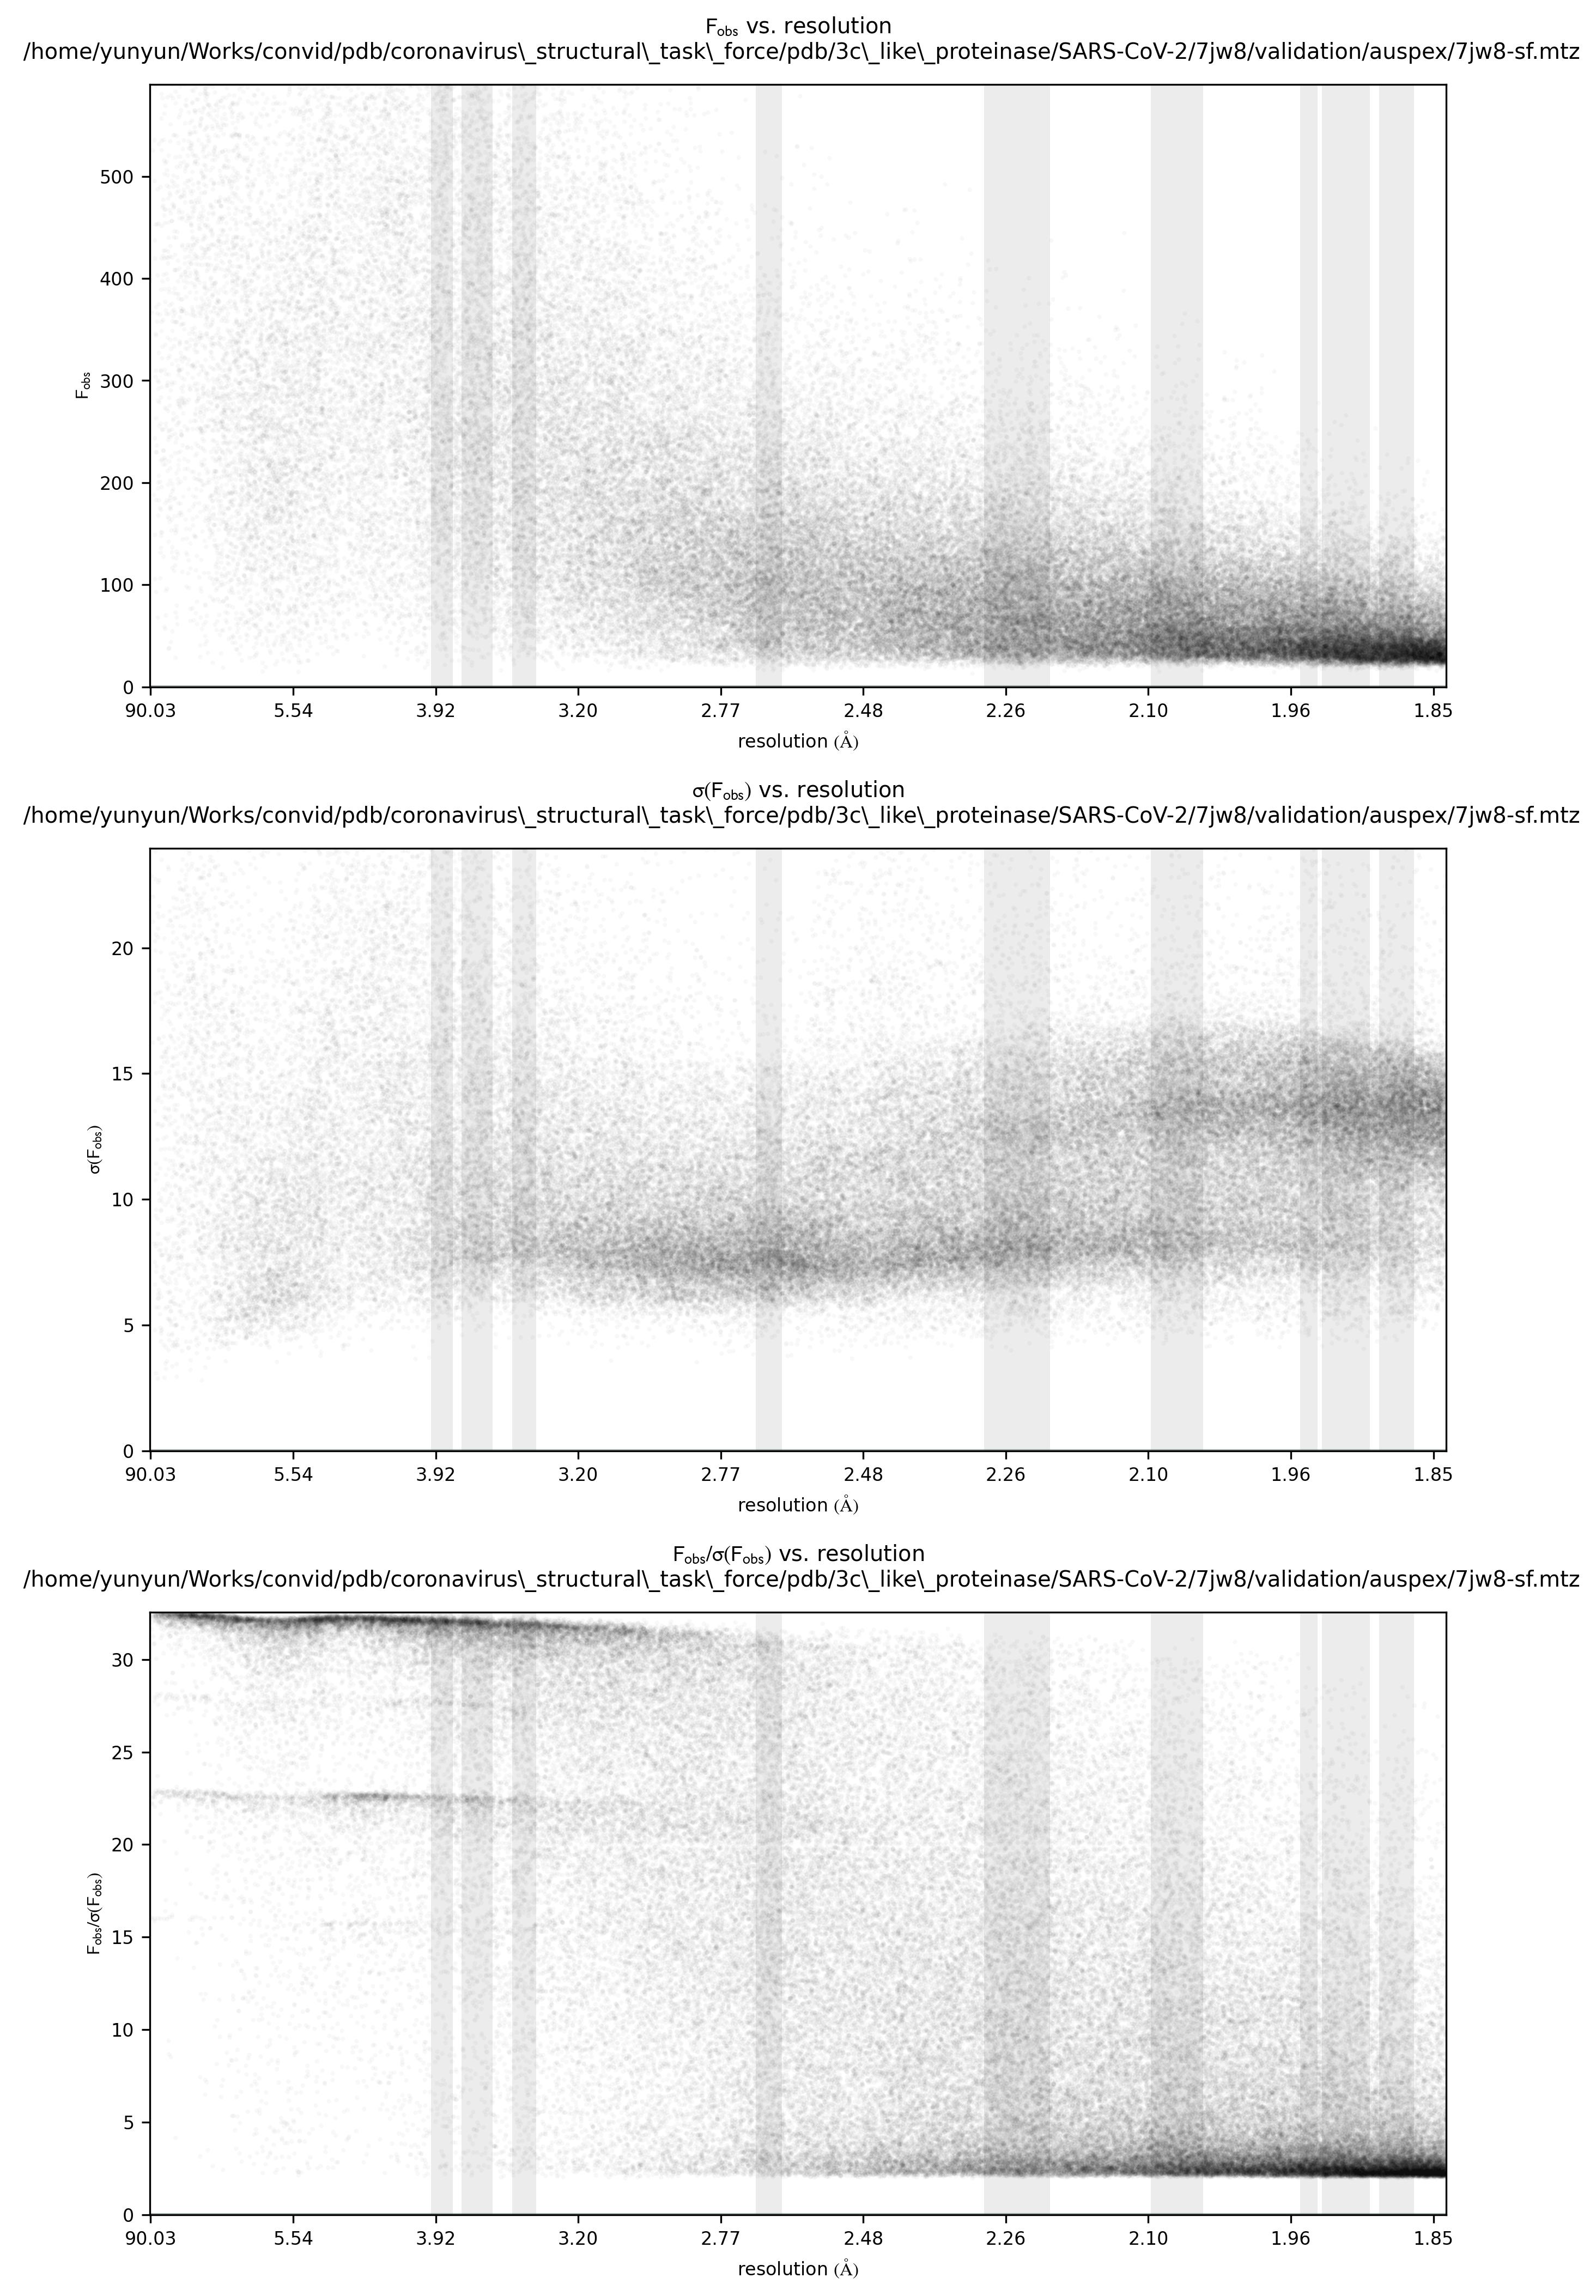 Fobs vs. resolution
/home/yunyun/Works/convid/pdb/coronavirus\_structural\_task\_force/pdb/3c\_like\_proteinase/SARS-CoV-2/7jw8/validation/auspex/7jw8-sf.mtz
500
400
300
200
100
0
Fobs
90.03 5.54 3.92 3.20 2.77 2.48 2.26 2.10 1.96 1.85
resolution (Å)
σ(Fobs) vs. resolution
/home/yunyun/Works/convid/pdb/coronavirus\_structural\_task\_force/pdb/3c\_like\_proteinase/SARS-CoV-2/7jw8/validation/auspex/7jw8-sf.mtz
20
15
10
5
0
σ(Fobs)
90.03 5.54 3.92 3.20 2.77 2.48 2.26 2.10 1.96 1.85
resolution (Å)
Fobs/σ(Fobs) vs. resolution
/home/yunyun/Works/convid/pdb/coronavirus\_structural\_task\_force/pdb/3c\_like\_proteinase/SARS-CoV-2/7jw8/validation/auspex/7jw8-sf.mtz
30
25
20
15
10
5
0
Fobs/σ(Fobs)
90.03 5.54 3.92 3.20 2.77 2.48 2.26 2.10 1.96 1.85
resolution (Å)